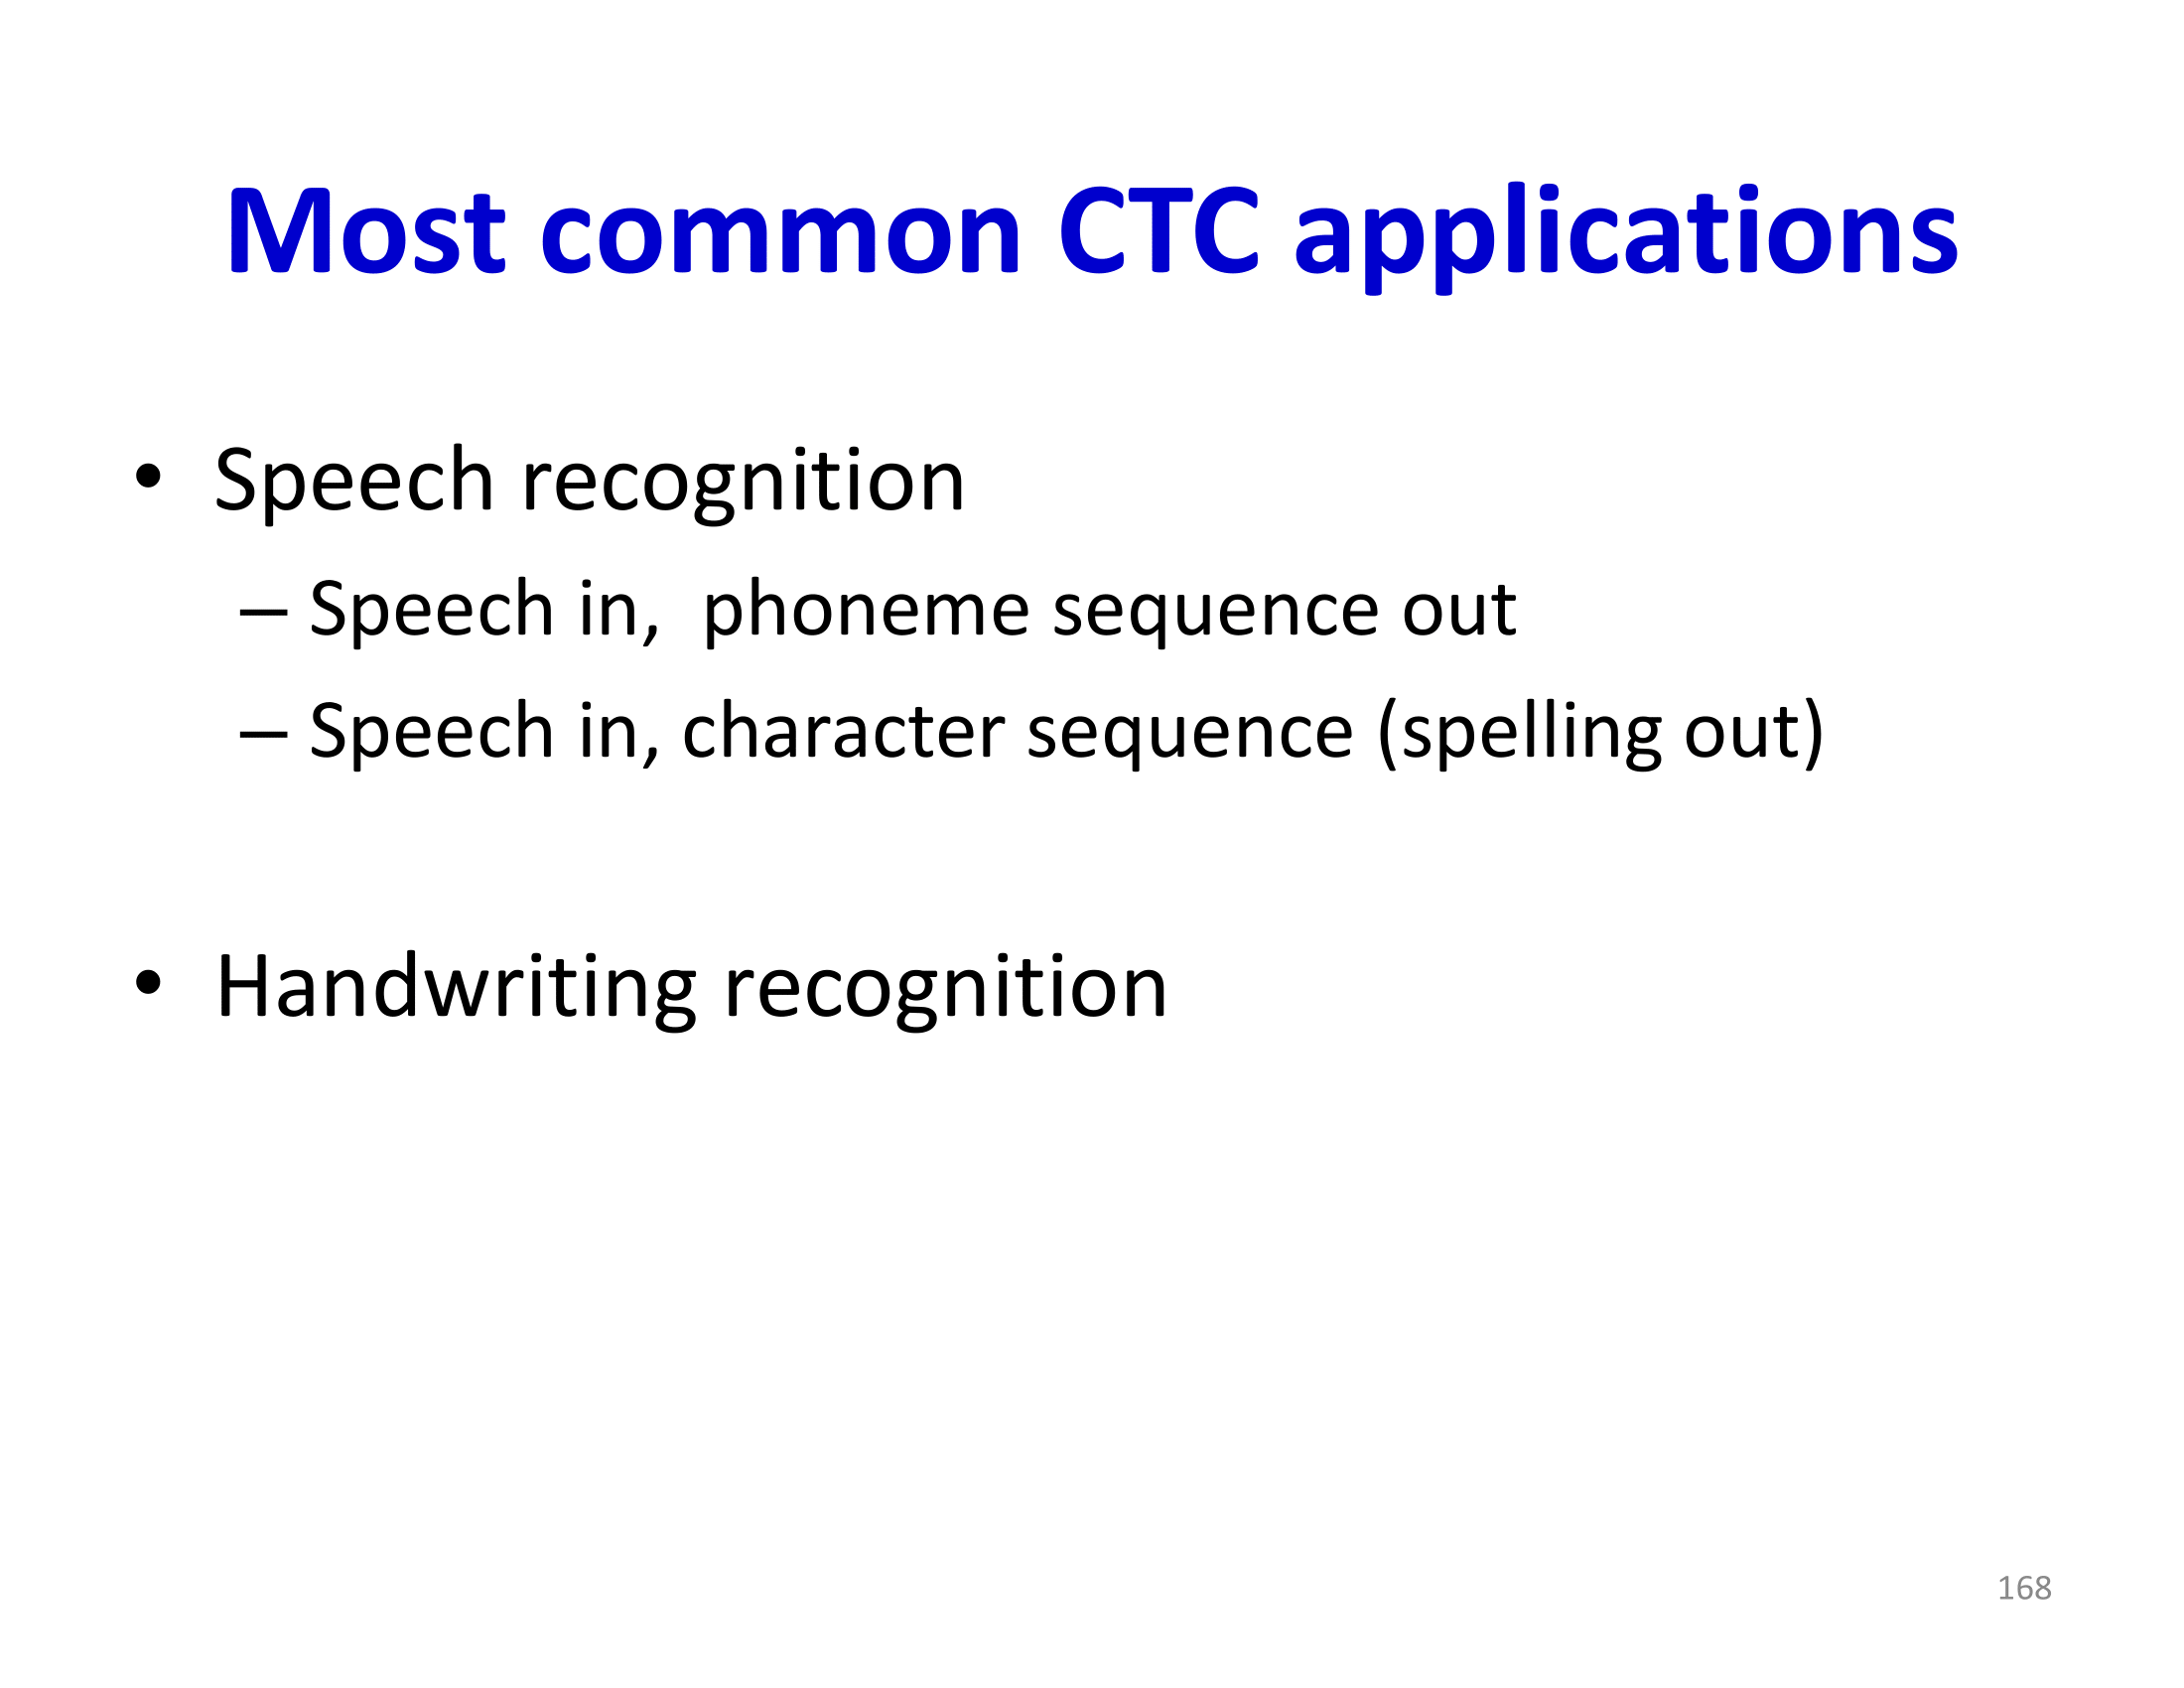 Most common CTC applications
• Speech recognition
– Speech in,  phoneme sequence out
– Speech in, character sequence (spelling out)
• Handwriting recognition
168